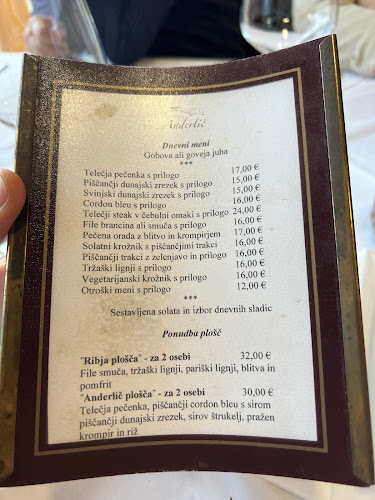 Anderlič
Dnevni meni
Gobova ali goveja juha
***
Telečja pečenka s prilogo 17,00 €
Piščančji dunajski zrezek s prilogo 15,00 €
Svinjski dunajski zrezek s prilogo 15,00 €
Cordon bleu s prilogo 16,00 €
Telečji steak v čebulni omaki s prilogo 24,00 €
File brancina ali smuča s prilogo 16,00 €
Pečena orada z blitvo in krompirjem 17,00 €
Solatni krožnik s piščančjimi trakci 16,00 €
Piščančji trakci z zelenjavo in prilogo 16,00 €
Tržaški lignji s prilogo 16,00 €
Vegetarijanski krožnik s prilogo 16,00 €
Otroški meni s prilogo 12,00 €
***
Sestavljena solata in izbor dnevnih sladic
Ponudba plošč
˝Ribja plošča˝ - za 2 osebi 32,00 €
File smuča, tržaški lignji, pariški lignji, blitva in
pomfrit
˝Anderlič plošča˝ - za 2 osebi 30,00 €
Telečja pečenka, piščančji cordon bleu s sirom
piščančji dunajski zrezek, sirov štrukelj, pražen
krompir in riž